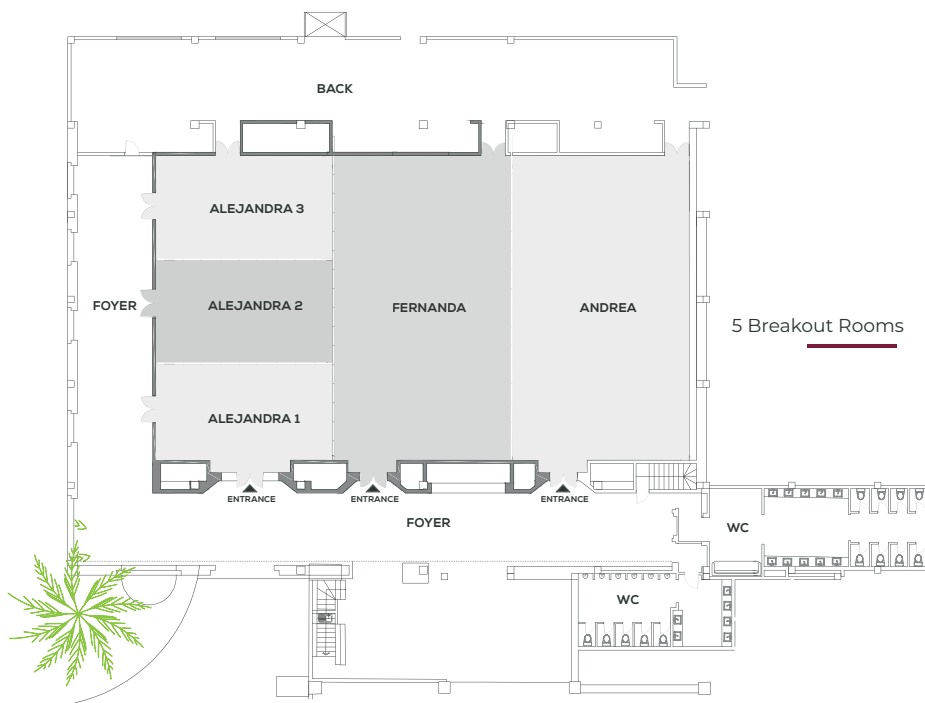 BACK
ALEJANDRA 3
FOYER
ALEJANDRA 2
FERNANDA
ANDREA
5 Breakout Rooms
ALEJANDRA 1
ENTRANCE
ENTRANCE
ENTRANCE
FOYER
WC
WC